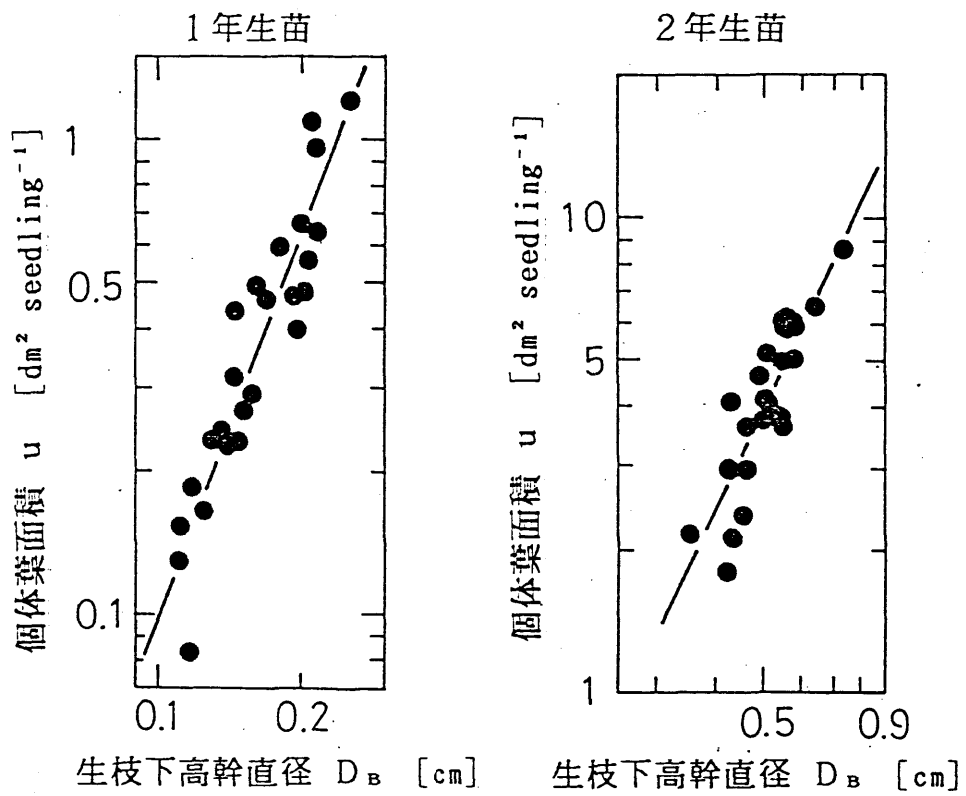 1年生苗
個体葉面積 u [dm² seedling⁻¹]
1
0.5
0.1
0.1 0.2
生枝下高幹直径 D_B [cm]
2年生苗
個体葉面積 u [dm² seedling⁻¹]
10
5
1
0.5 0.9
生枝下高幹直径 D_B [cm]